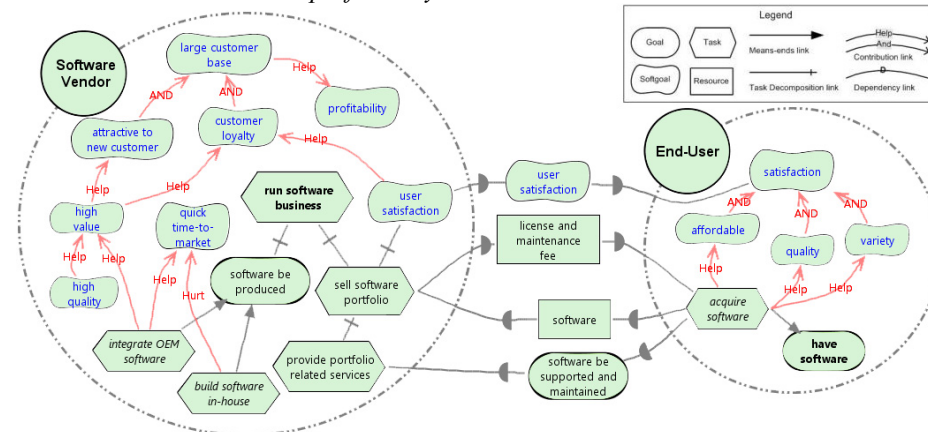 Legend
Goal
Task
Means-ends link
Help
And
Contribution link
Softgoal
Resource
Task Decomposition link
D
Dependency link
Software
Vendor
large customer
base
Help
profitability
AND
AND
attractive to
new customer
customer
loyalty
Help
Help
Help
high
value
quick
time-to-
market
run software
business
user
satisfaction
Help
high
quality
Help
Help
Hurt
software be
produced
sell software
portfolio
integrate OEM
software
build software
in-house
provide portfolio
related services
user
satisfaction
license and
maintenance
fee
software
software be
supported and
maintained
End-User
satisfaction
AND
AND
AND
affordable
quality
variety
Help
Help
Help
acquire
software
have
software